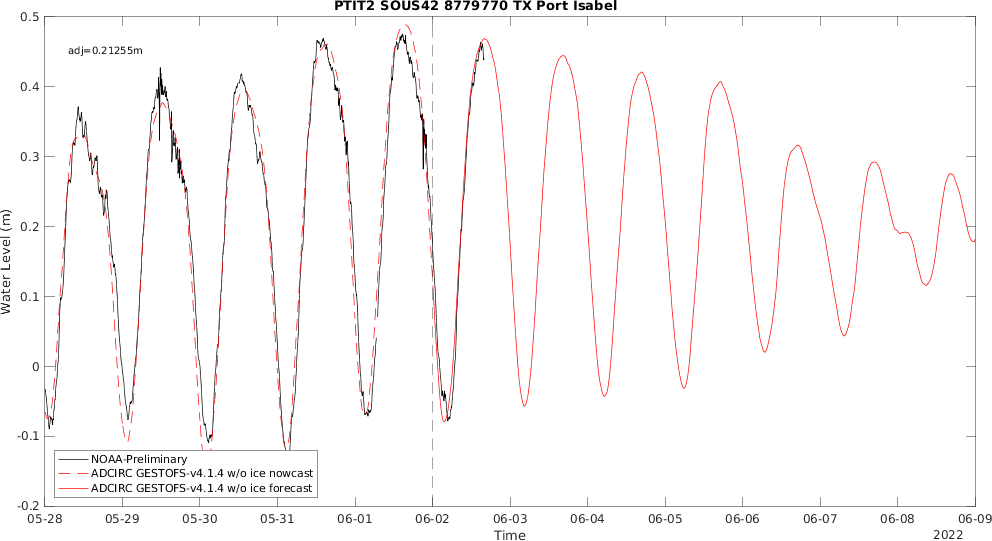 PTIT2 SOUS42 8779770 TX Port Isabel
adj=0.21255m
0.5
0.4
0.3
0.2
0.1
0
-0.1
-0.2
Water Level (m)
NOAA-Preliminary
ADCIRC GESTOFS-v4.1.4 w/o ice nowcast
ADCIRC GESTOFS-v4.1.4 w/o ice forecast
05-28 05-29 05-30 05-31 06-01 06-02 06-03 06-04 06-05 06-06 06-07 06-08 06-09
Time
2022